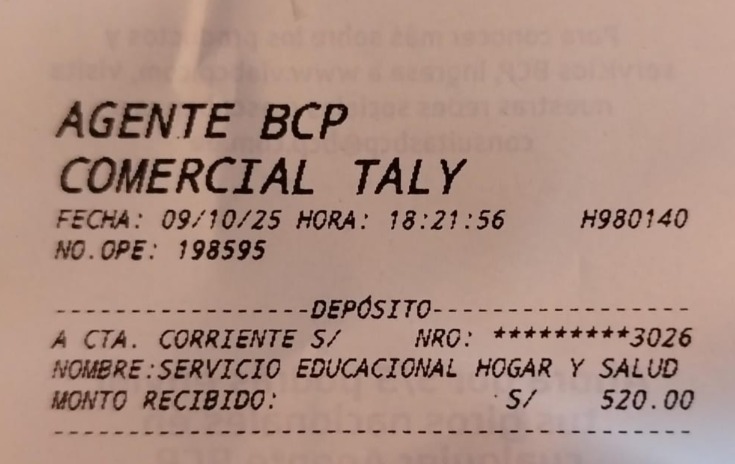 AGENTE BCP
COMERCIAL TALY
FECHA: 09/10/25 HORA: 18:21:56 H980140
NO.OPE: 198595
------------------DEPÓSITO------------------
A CTA. CORRIENTE S/ NRO: *********3026
NOMBRE:SERVICIO EDUCACIONAL HOGAR Y SALUD
MONTO RECIBIDO: S/ 520.00
--------------------------------------------